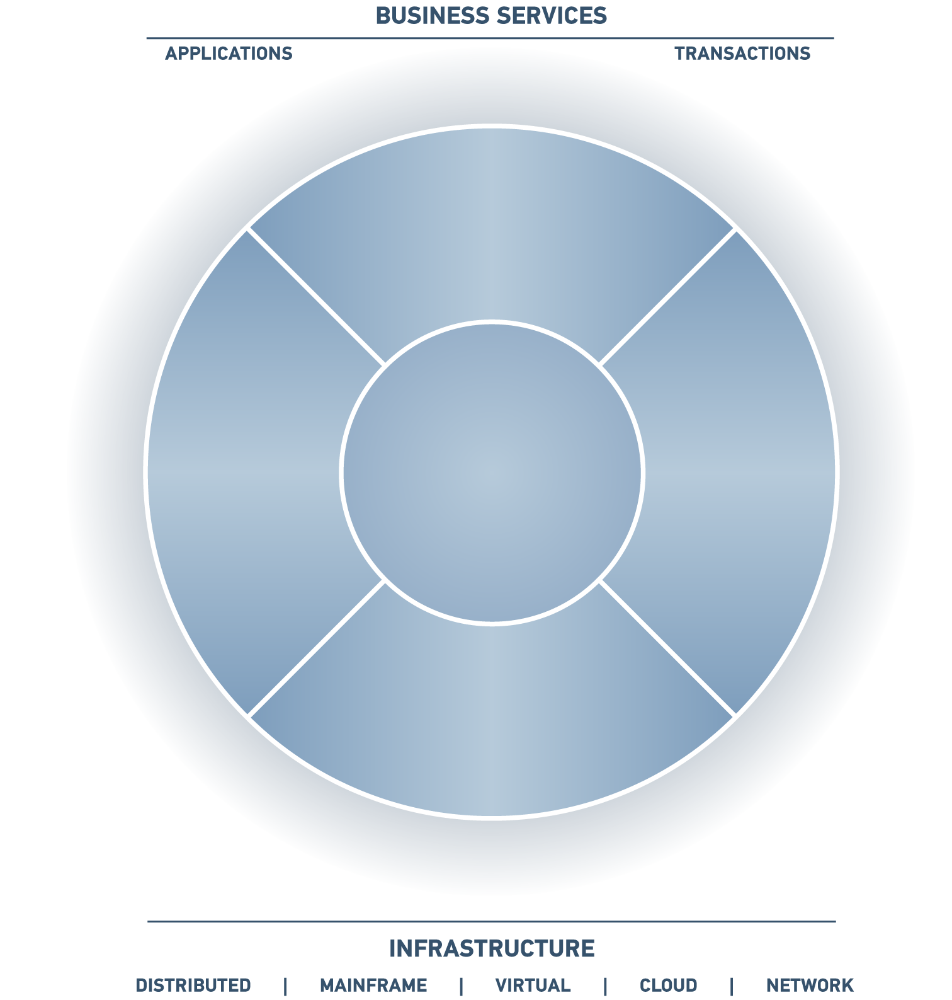 BUSINESS SERVICES
APPLICATIONS TRANSACTIONS
INFRASTRUCTURE
DISTRIBUTED | MAINFRAME | VIRTUAL | CLOUD | NETWORK